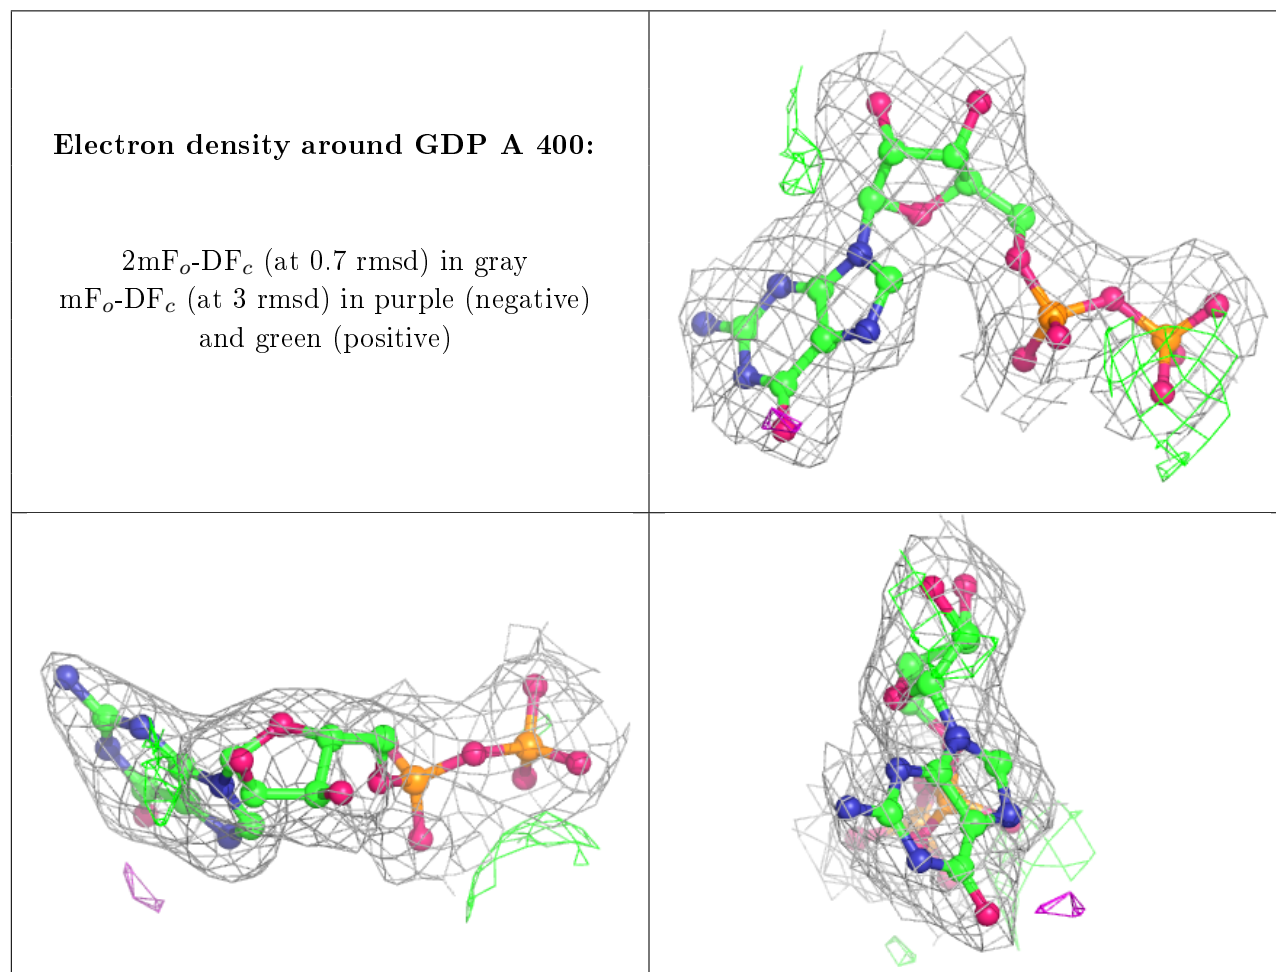 Electron density around GDP A 400:
2mFo-DFc (at 0.7 rmsd) in gray
mFo-DFc (at 3 rmsd) in purple (negative)
and green (positive)